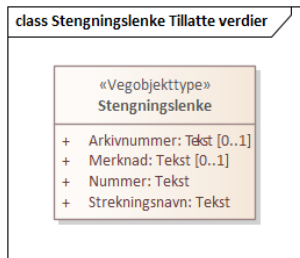 class Stengningslenke Tillatte verdier
«Vegobjekttype»
Stengningslenke
+ Arkivnummer: Tekst [0..1]
+ Merknad: Tekst [0..1]
+ Nummer: Tekst
+ Strekningsnavn: Tekst